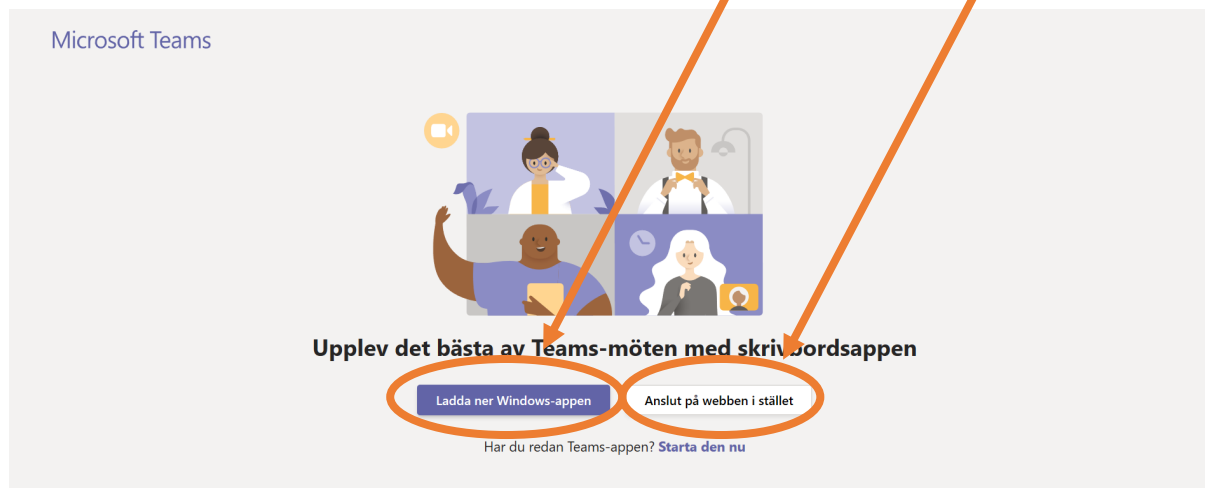 Microsoft Teams
Upplev det bästa av Teams-möten med skrivbordsappen
Ladda ner Windows-appen
Anslut på webben i stället
Har du redan Teams-appen? Starta den nu